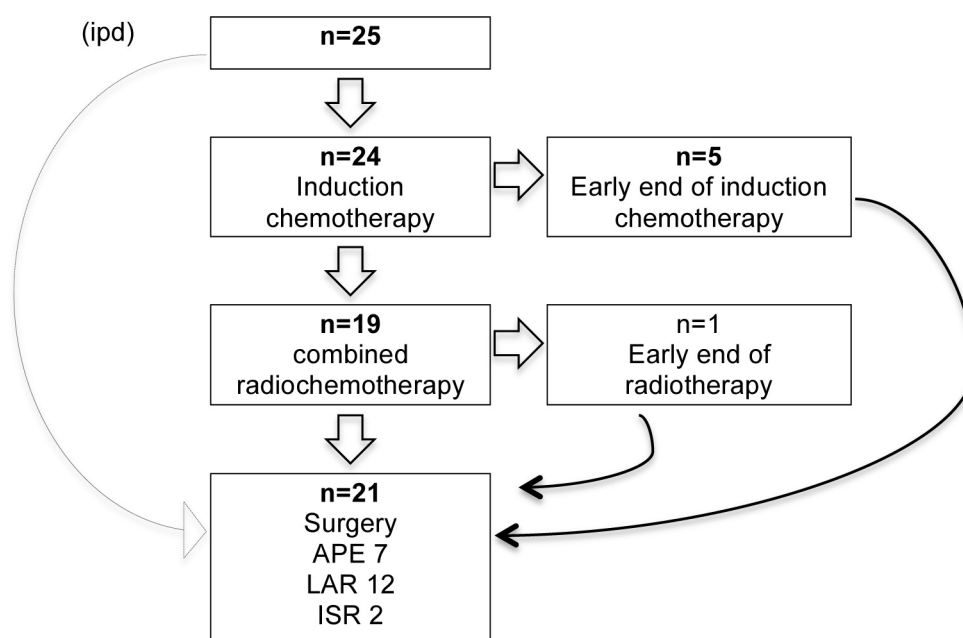 (ipd)
n=25
n=24
Induction
chemotherapy
n=5
Early end of induction
chemotherapy
n=19
combined
radiochemotherapy
n=1
Early end of
radiotherapy
n=21
Surgery
APE 7
LAR 12
ISR 2